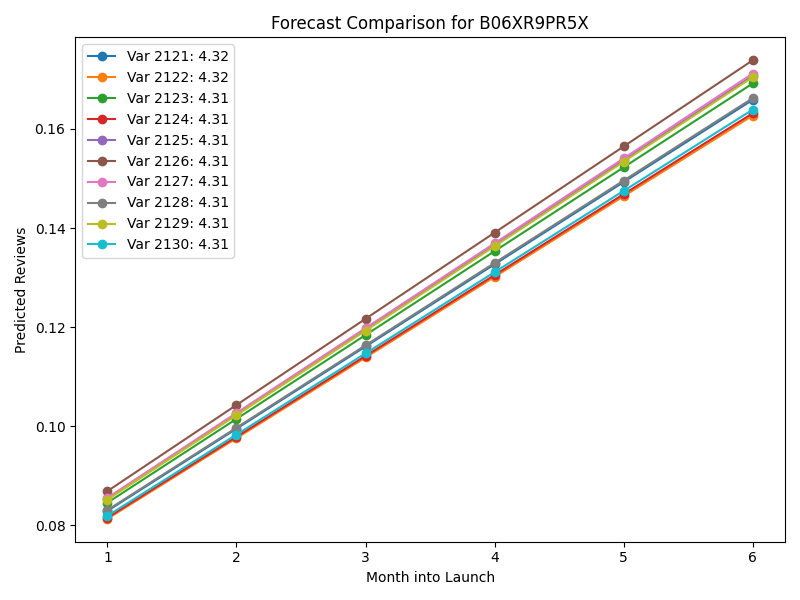 Forecast Comparison for B06XR9PR5X
Var 2121: 4.32
Var 2122: 4.32
Var 2123: 4.31
Var 2124: 4.31
Var 2125: 4.31
Var 2126: 4.31
Var 2127: 4.31
Var 2128: 4.31
Var 2129: 4.31
Var 2130: 4.31
Predicted Reviews
0.16
0.14
0.12
0.10
0.08
1 2 3 4 5 6
Month into Launch